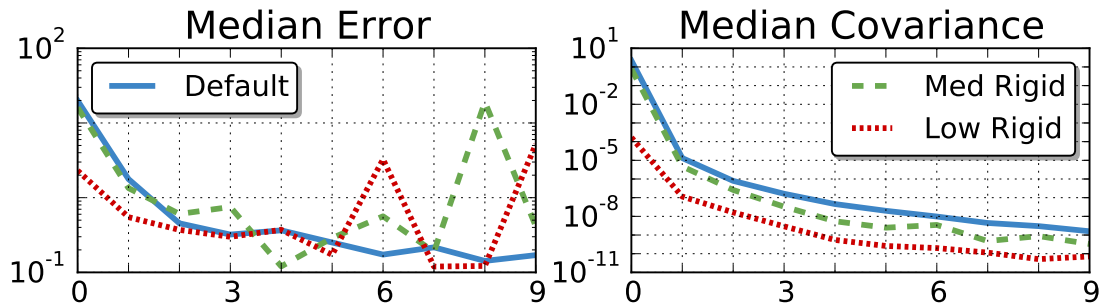 Median Error
10^2
10^-1
Default
0 3 6 9
Median Covariance
10^1
10^-2
10^-5
10^-8
10^-11
Med Rigid
Low Rigid
0 3 6 9